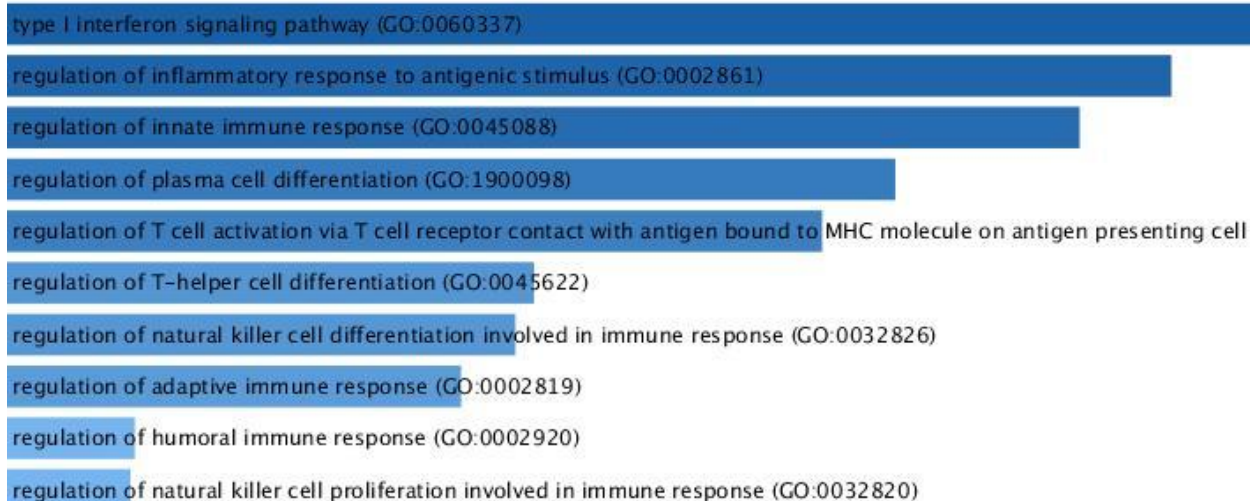 type I interferon signaling pathway (GO:0060337)
regulation of inflammatory response to antigenic stimulus (GO:0002861)
regulation of innate immune response (GO:0045088)
regulation of plasma cell differentiation (GO:1900098)
regulation of T cell activation via T cell receptor contact with antigen bound to MHC molecule on antigen presenting cell
regulation of T-helper cell differentiation (GO:0045622)
regulation of natural killer cell differentiation involved in immune response (GO:0032826)
regulation of adaptive immune response (GO:0002819)
regulation of humoral immune response (GO:0002920)
regulation of natural killer cell proliferation involved in immune response (GO:0032820)